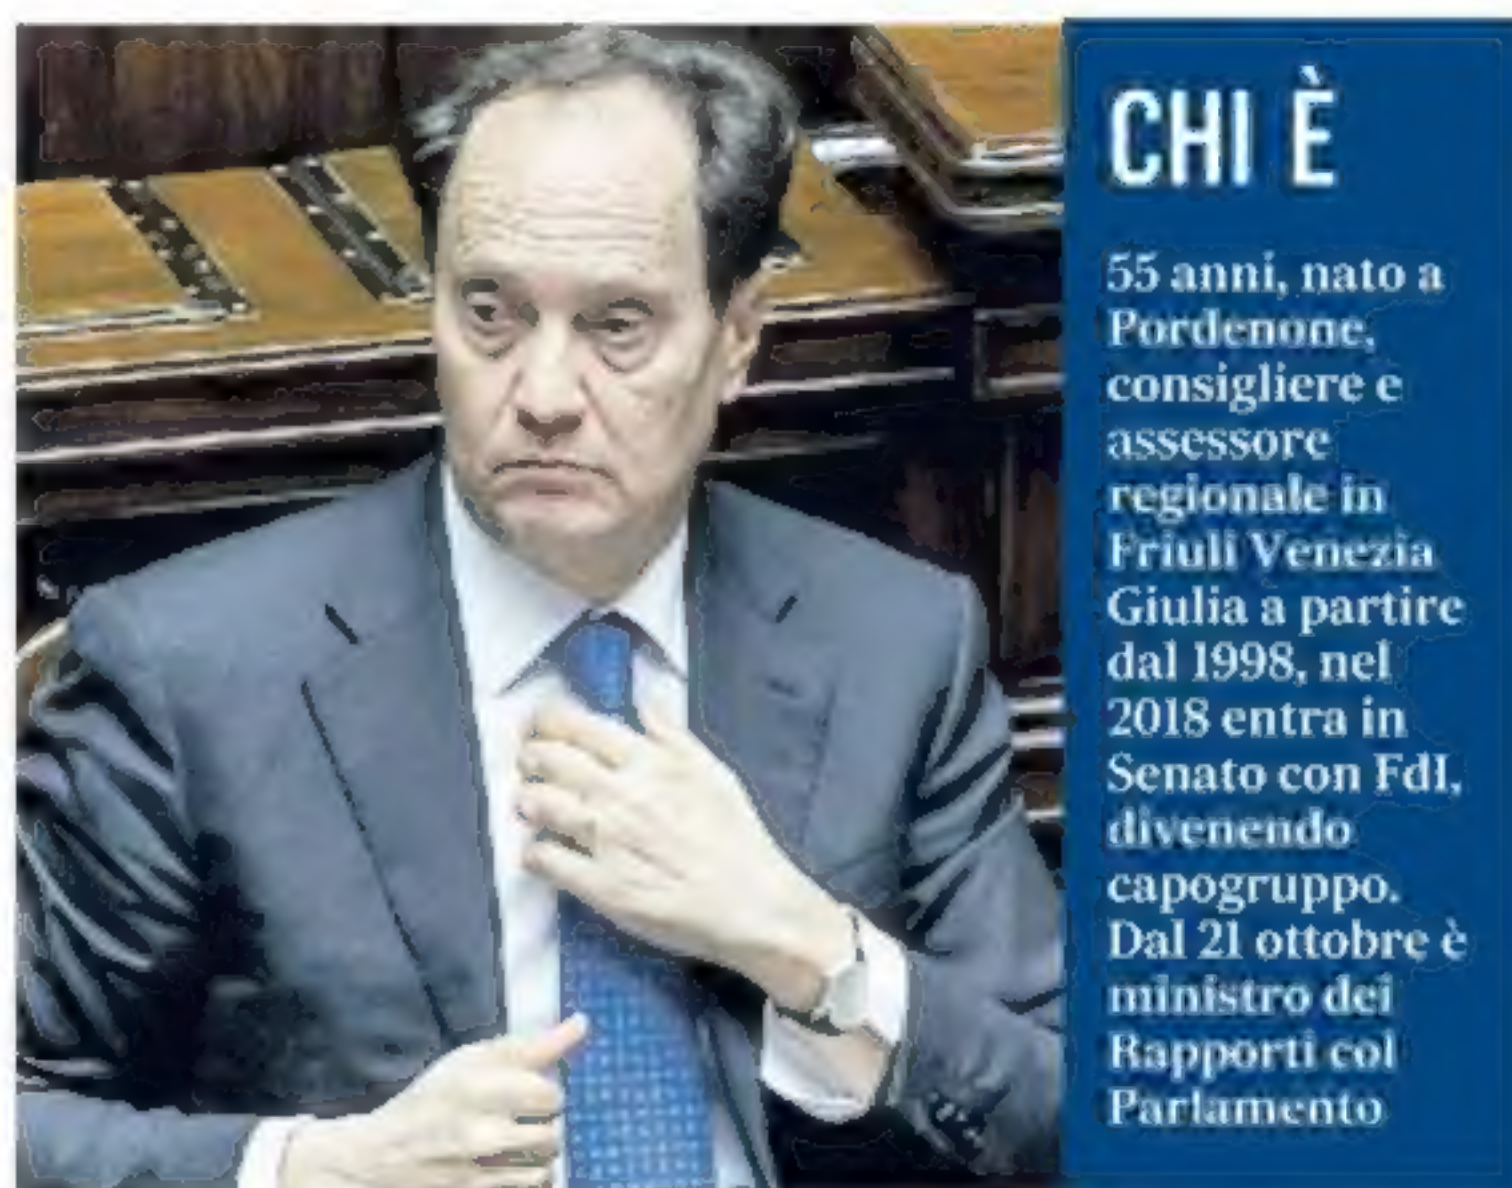 CHI È
55 anni, nato a
Pordenone,
consigliere e
assessore
regionale in
Friuli Venezia
Giulia a partire
dal 1998, nel
2018 entra in
Senato con FdI,
divenendo
capogruppo.
Dal 21 ottobre è
ministro dei
Rapporti col
Parlamento